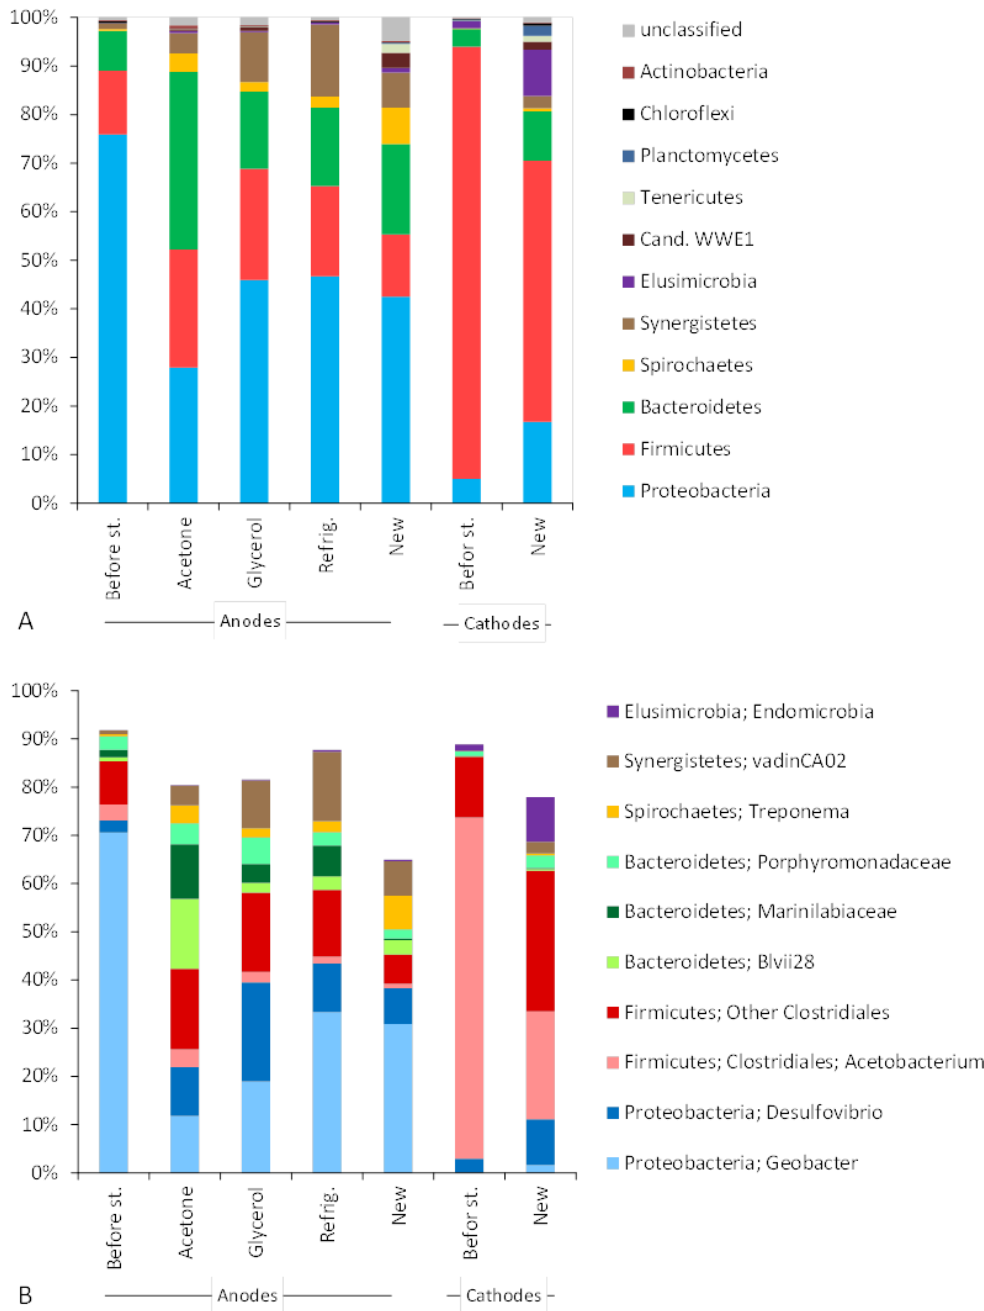 100%
90%
80%
70%
60%
50%
40%
30%
20%
10%
0%
unclassified
Actinobacteria
Chloroflexi
Planctomycetes
Tenericutes
Cand. WWE1
Elusimicrobia
Synergistetes
Spirochaetes
Bacteroidetes
Firmicutes
Proteobacteria
Before st.
Acetone
Glycerol
Refrig.
New
Befor st.
New
A
Anodes
Cathodes
100%
90%
80%
70%
60%
50%
40%
30%
20%
10%
0%
Elusimicrobia; Endomicrobia
Synergistetes; vadinCA02
Spirochaetes; Treponema
Bacteroidetes; Porphyromonadaceae
Bacteroidetes; Marinilabiaceae
Bacteroidetes; Blvii28
Firmicutes; Other Clostridiales
Firmicutes; Clostridiales; Acetobacterium
Proteobacteria; Desulfovibrio
Proteobacteria; Geobacter
Before st.
Acetone
Glycerol
Refrig.
New
Befor st.
New
B
Anodes
Cathodes